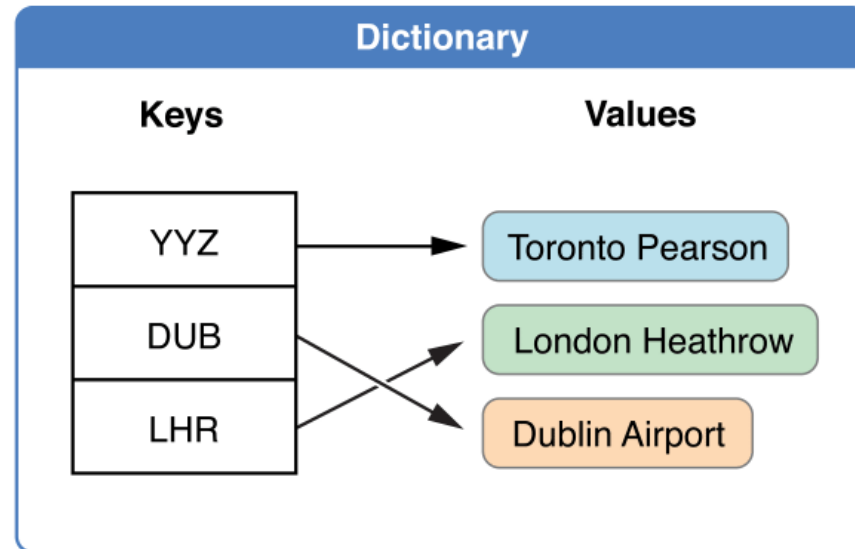 Dictionary
Keys
Values
YYZ
Toronto Pearson
DUB
London Heathrow
LHR
Dublin Airport